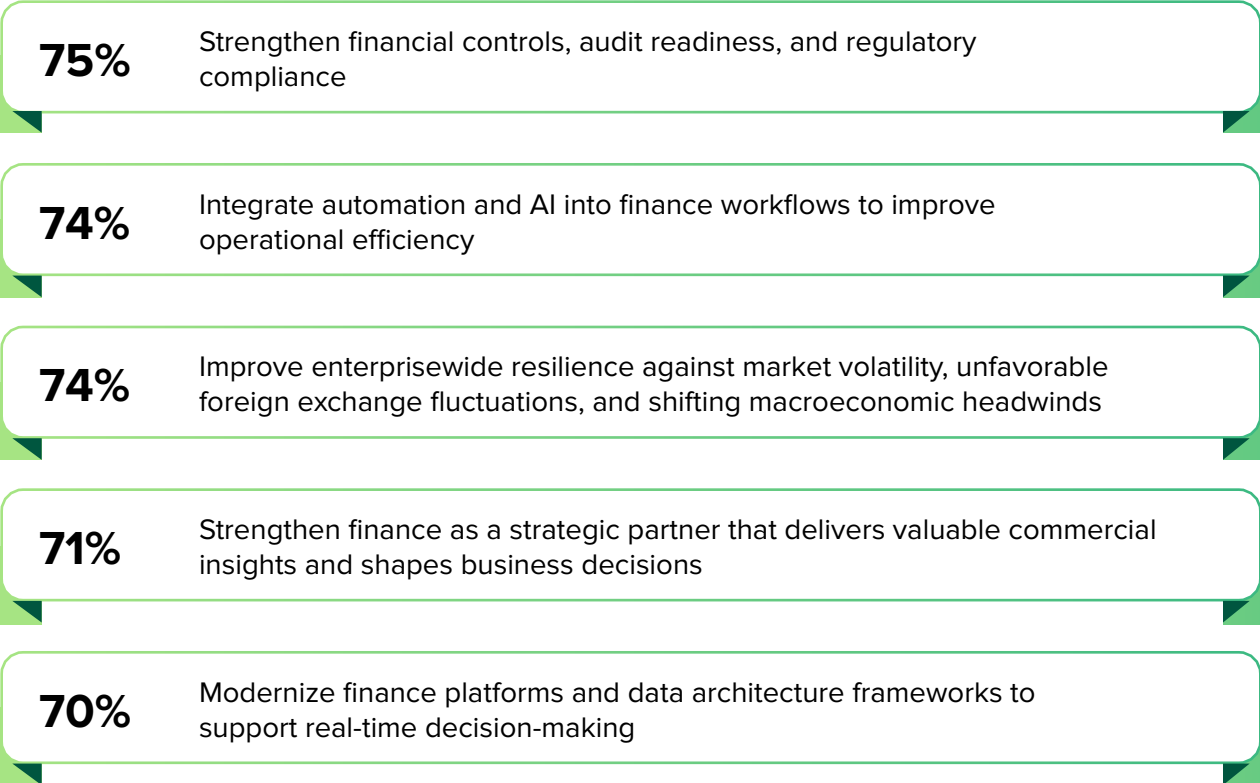 75%
Strengthen financial controls, audit readiness, and regulatory
compliance
74%
Integrate automation and AI into finance workflows to improve
operational efficiency
74%
Improve enterprisewide resilience against market volatility, unfavorable
foreign exchange fluctuations, and shifting macroeconomic headwinds
71%
Strengthen finance as a strategic partner that delivers valuable commercial
insights and shapes business decisions
70%
Modernize finance platforms and data architecture frameworks to
support real-time decision-making